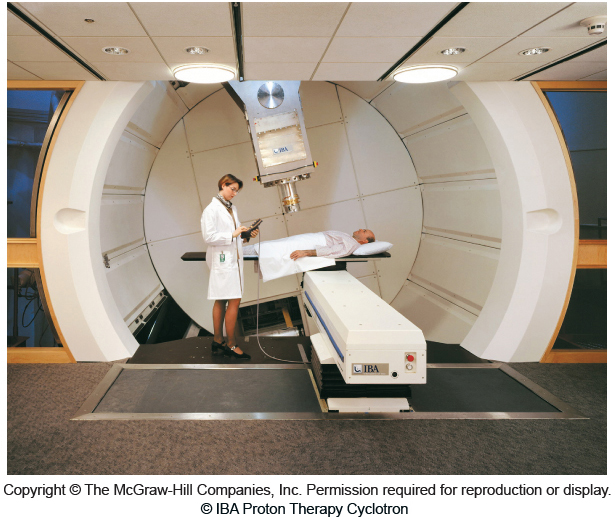 IBA
IBA
Copyright © The McGraw-Hill Companies, Inc. Permission required for reproduction or display.
© IBA Proton Therapy Cyclotron